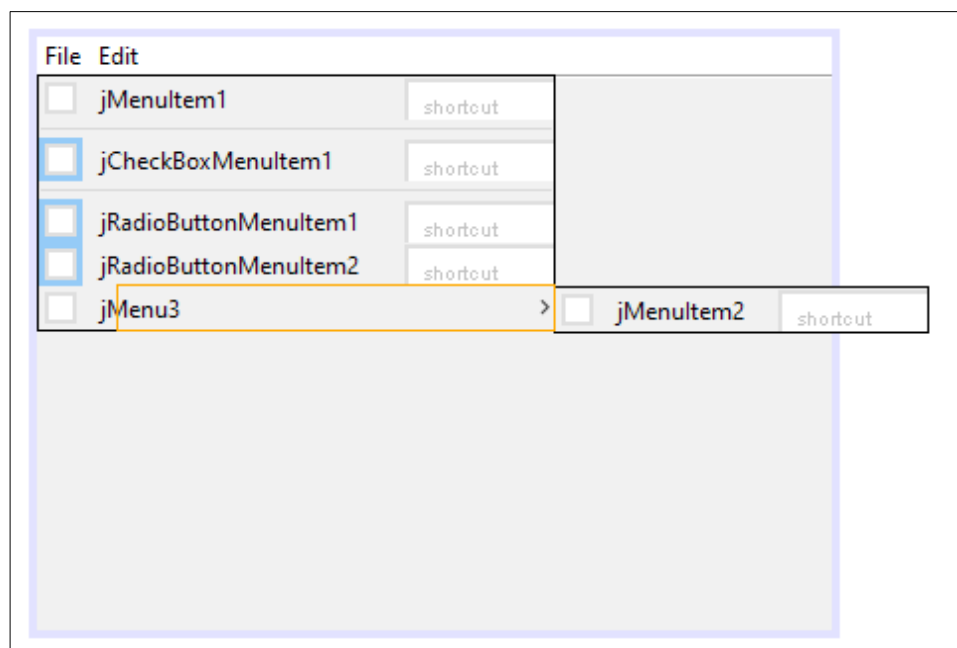 File Edit
jMenuItem1 shortcut
jCheckBoxMenuItem1 shortcut
jRadioButtonMenuItem1 shortcut
jRadioButtonMenuItem2 shortcut
jMenu3 > jMenuItem2 shortcut